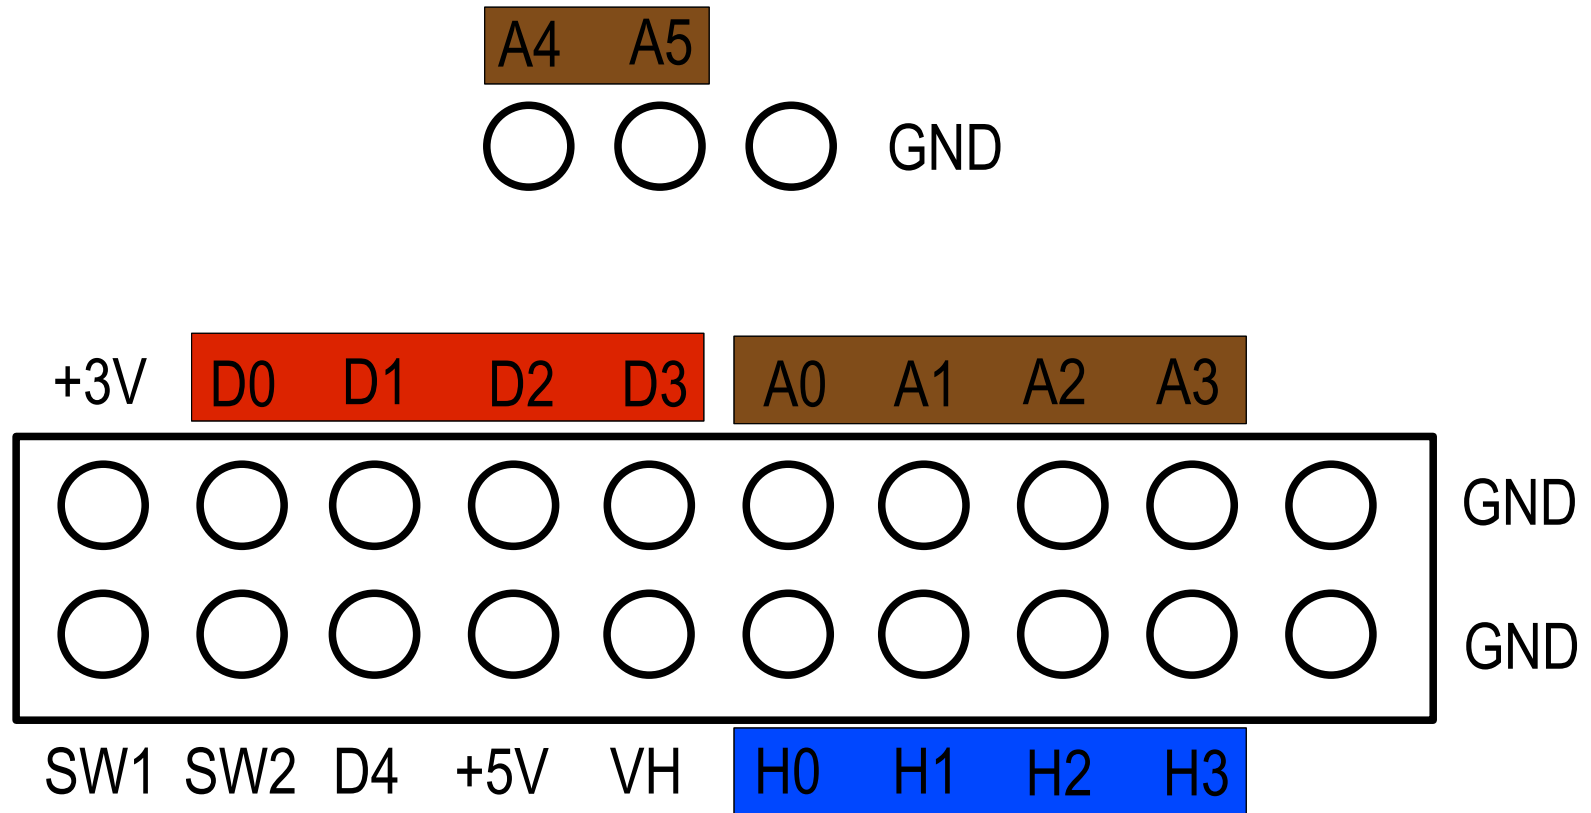 A4 A5
GND
+3V D0 D1 D2 D3 A0 A1 A2 A3
GND
GND
SW1 SW2 D4 +5V VH H0 H1 H2 H3